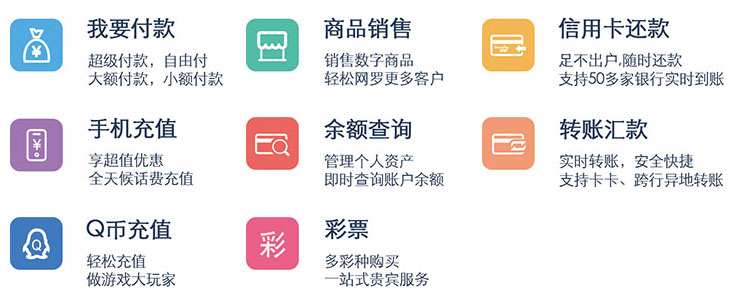 我要付款
超级付款，自由付
大额付款，小额付款
商品销售
销售数字商品
轻松网罗更多客户
信用卡还款
足不出户,随时还款
支持50多家银行实时到账
手机充值
享超值优惠
全天候话费充值
余额查询
管理个人资产
即时查询账户余额
转账汇款
实时转账，安全快捷
支持卡卡、跨行异地转账
Q
Q币充值
轻松充值
做游戏大玩家
彩
彩票
多彩种购买
一站式贵宾服务